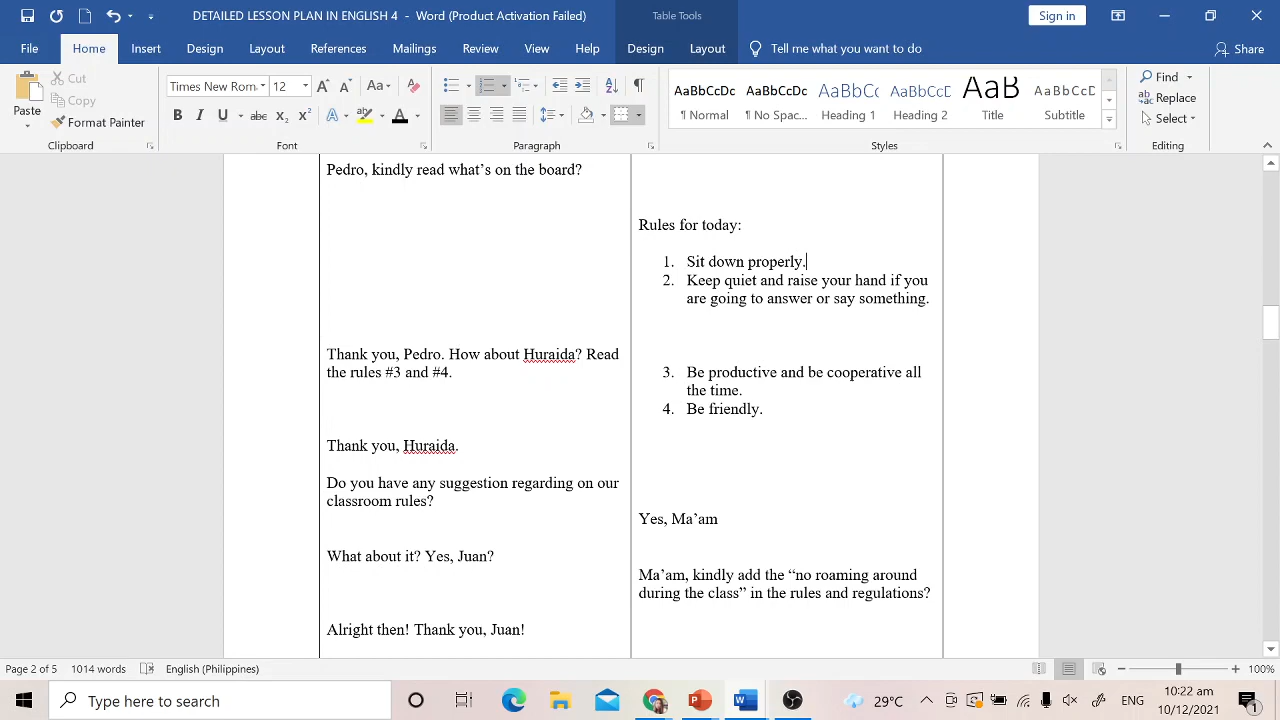 DETAILED LESSON PLAN IN ENGLISH 4 - Word (Product Activation Failed)
Table Tools
Sign in
File Home Insert Design Layout References Mailings Review View Help Design Layout Tell me what you want to do Share
Paste
Cut
Copy
Format Painter
Clipboard
Times New Rom 12
Aa
B I U abc X2 X2 A A
Font
Paragraph
AaBbCcDc AaBbCcDc AaBbCc AaBbCcD AaB AaBbCcD
¶ Normal ¶ No Spac... Heading 1 Heading 2 Title Subtitle
Styles
Find
Replace
Select
Editing
Pedro, kindly read what's on the board?
Rules for today:
1. Sit down properly.
2. Keep quiet and raise your hand if you
are going to answer or say something.
Thank you, Pedro. How about Huraida? Read
the rules #3 and #4.
3. Be productive and be cooperative all
the time.
4. Be friendly.
Thank you, Huraida.
Do you have any suggestion regarding on our
classroom rules?
Yes, Ma'am
What about it? Yes, Juan?
Ma'am, kindly add the “no roaming around
during the class” in the rules and regulations?
Alright then! Thank you, Juan!
Page 2 of 5 1014 words English (Philippines) 100%
Type here to search
29°C ENG 10:22 am
10/12/2021
1